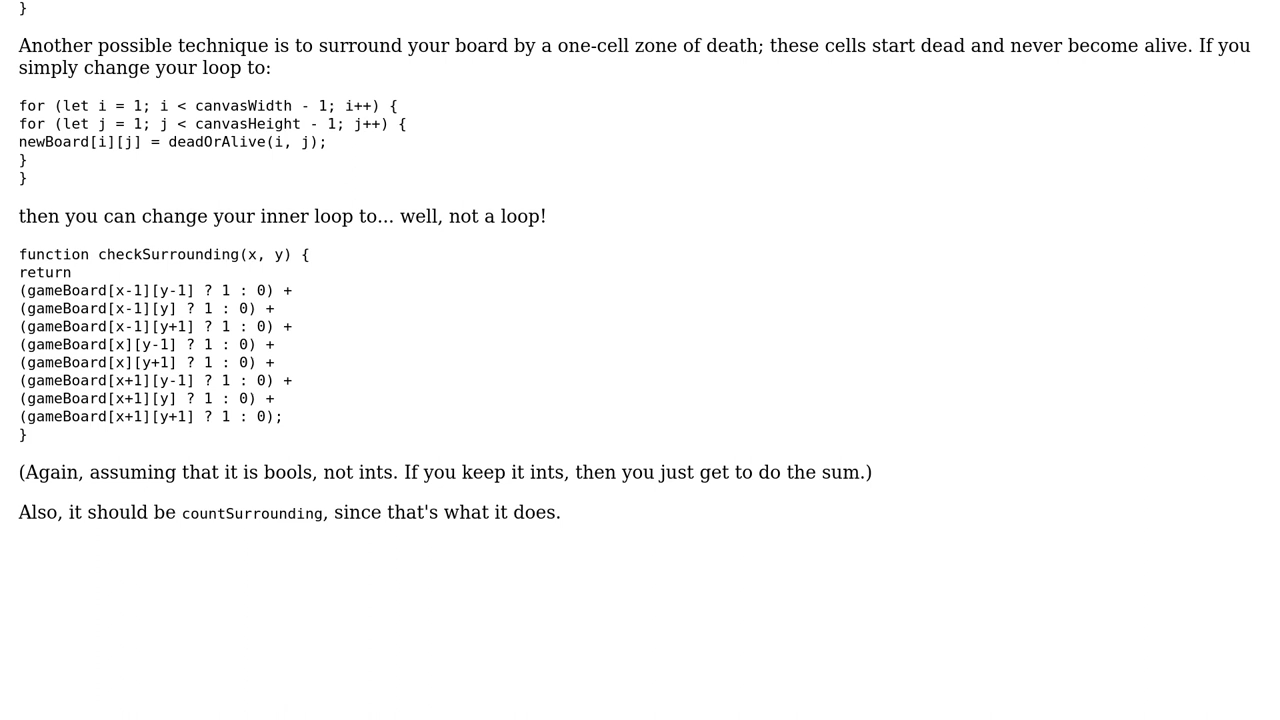 }
Another possible technique is to surround your board by a one-cell zone of death; these cells start dead and never become alive. If you
simply change your loop to:
for (let i = 1; i < canvasWidth - 1; i++) {
for (let j = 1; j < canvasHeight - 1; j++) {
newBoard[i][j] = deadOrAlive(i, j);
}
}
then you can change your inner loop to... well, not a loop!
function checkSurrounding(x, y) {
return
(gameBoard[x-1][y-1] ? 1 : 0) +
(gameBoard[x-1][y] ? 1 : 0) +
(gameBoard[x-1][y+1] ? 1 : 0) +
(gameBoard[x][y-1] ? 1 : 0) +
(gameBoard[x][y+1] ? 1 : 0) +
(gameBoard[x+1][y-1] ? 1 : 0) +
(gameBoard[x+1][y] ? 1 : 0) +
(gameBoard[x+1][y+1] ? 1 : 0);
}
(Again, assuming that it is bools, not ints. If you keep it ints, then you just get to do the sum.)
Also, it should be countSurrounding, since that's what it does.